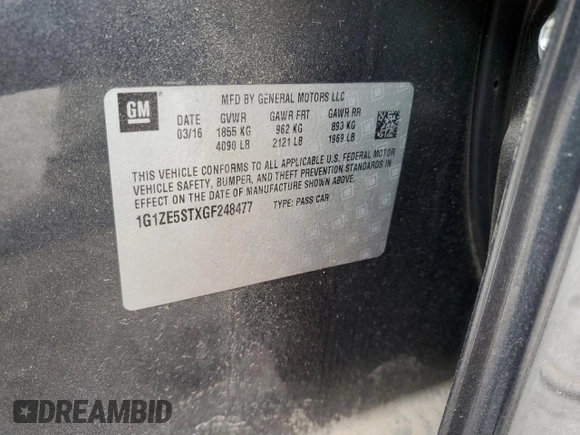 GM
MFD BY GENERAL MOTORS LLC
DATE GVWR GAWR FRT GAWR RR
03/16 1855 KG 962 KG 893 KG
4090 LB 2121 LB 1969 LB
THIS VEHICLE CONFORMS TO ALL APPLICABLE U.S. FEDERAL MOTOR
VEHICLE SAFETY, BUMPER, AND THEFT PREVENTION STANDARDS IN
EFFECT ON THE DATE OF MANUFACTURE SHOWN ABOVE.
1G1ZE5STXGF248477 TYPE: PASS CAR
DREAMBID